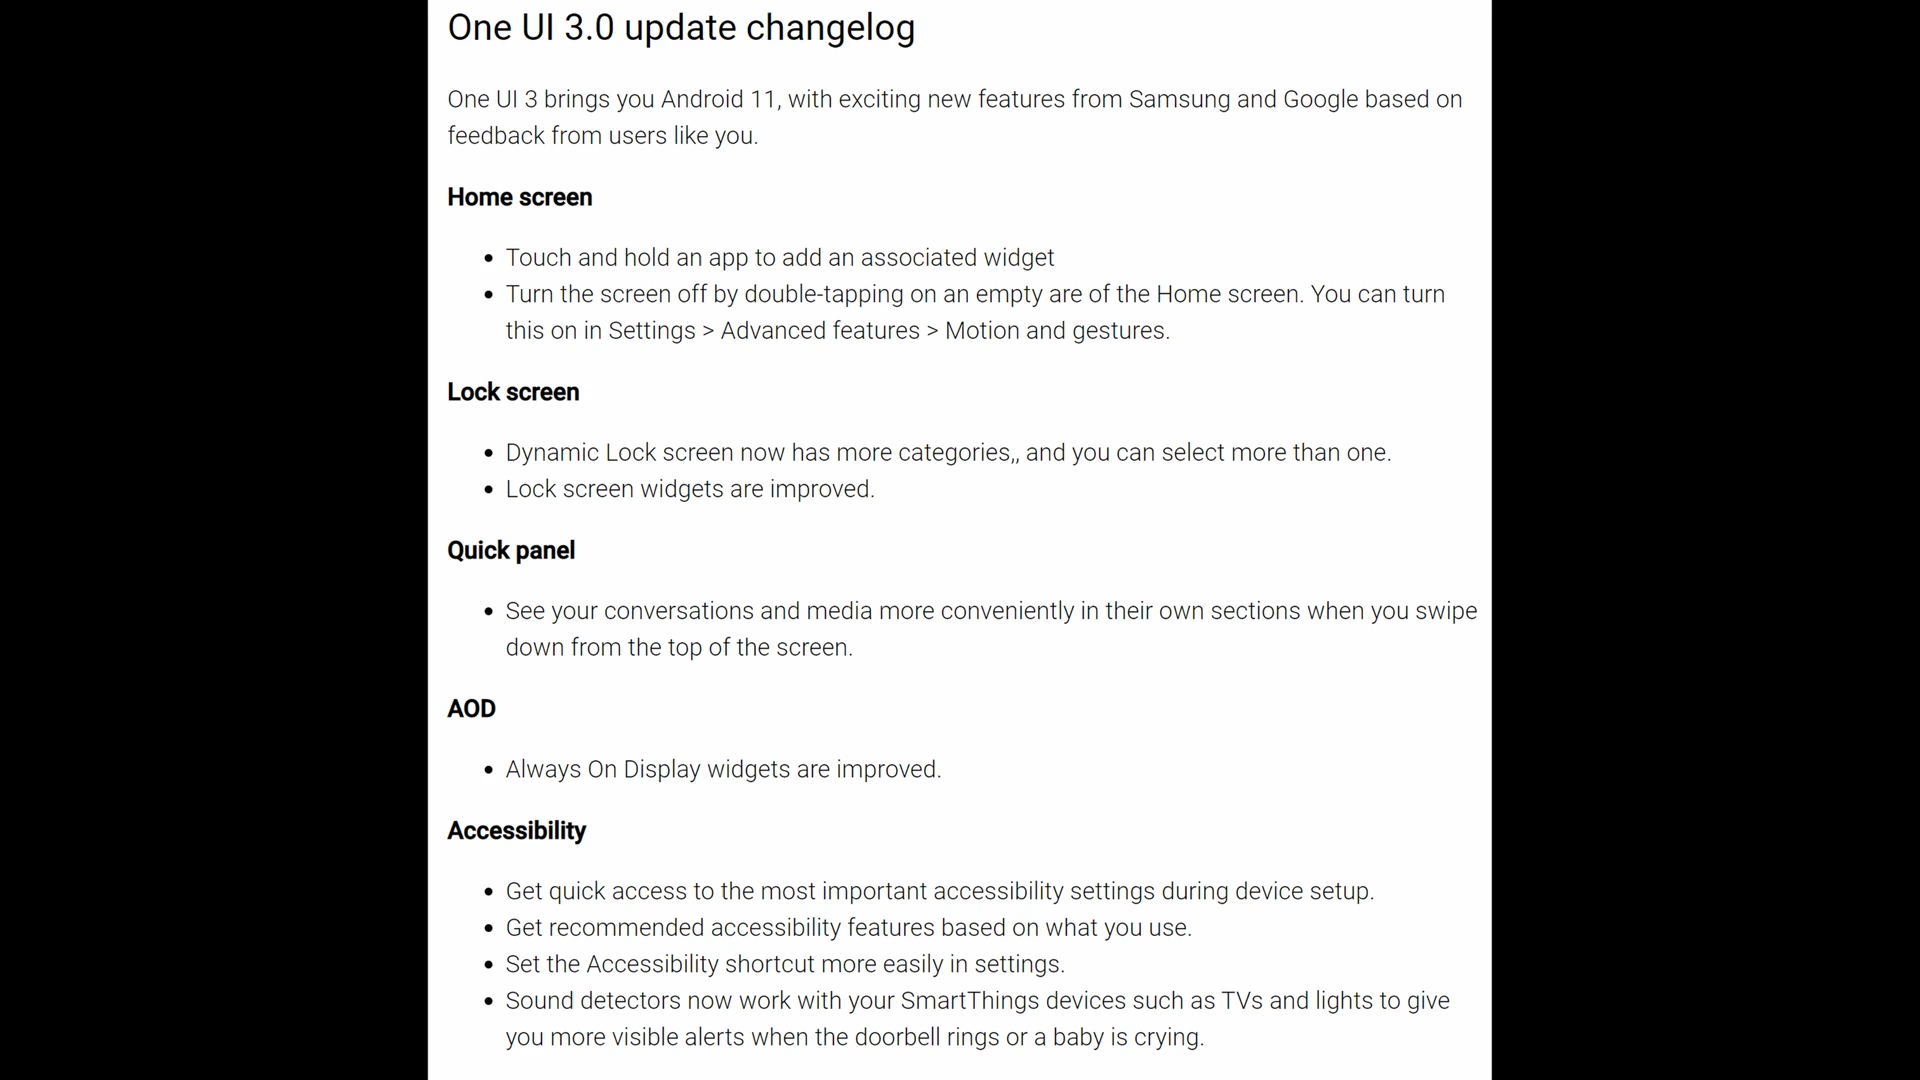 One UI 3.0 update changelog
One UI 3 brings you Android 11, with exciting new features from Samsung and Google based on
feedback from users like you.
Home screen
• Touch and hold an app to add an associated widget
• Turn the screen off by double-tapping on an empty are of the Home screen. You can turn
this on in Settings > Advanced features > Motion and gestures.
Lock screen
• Dynamic Lock screen now has more categories,, and you can select more than one.
• Lock screen widgets are improved.
Quick panel
• See your conversations and media more conveniently in their own sections when you swipe
down from the top of the screen.
AOD
• Always On Display widgets are improved.
Accessibility
• Get quick access to the most important accessibility settings during device setup.
• Get recommended accessibility features based on what you use.
• Set the Accessibility shortcut more easily in settings.
• Sound detectors now work with your SmartThings devices such as TVs and lights to give
you more visible alerts when the doorbell rings or a baby is crying.